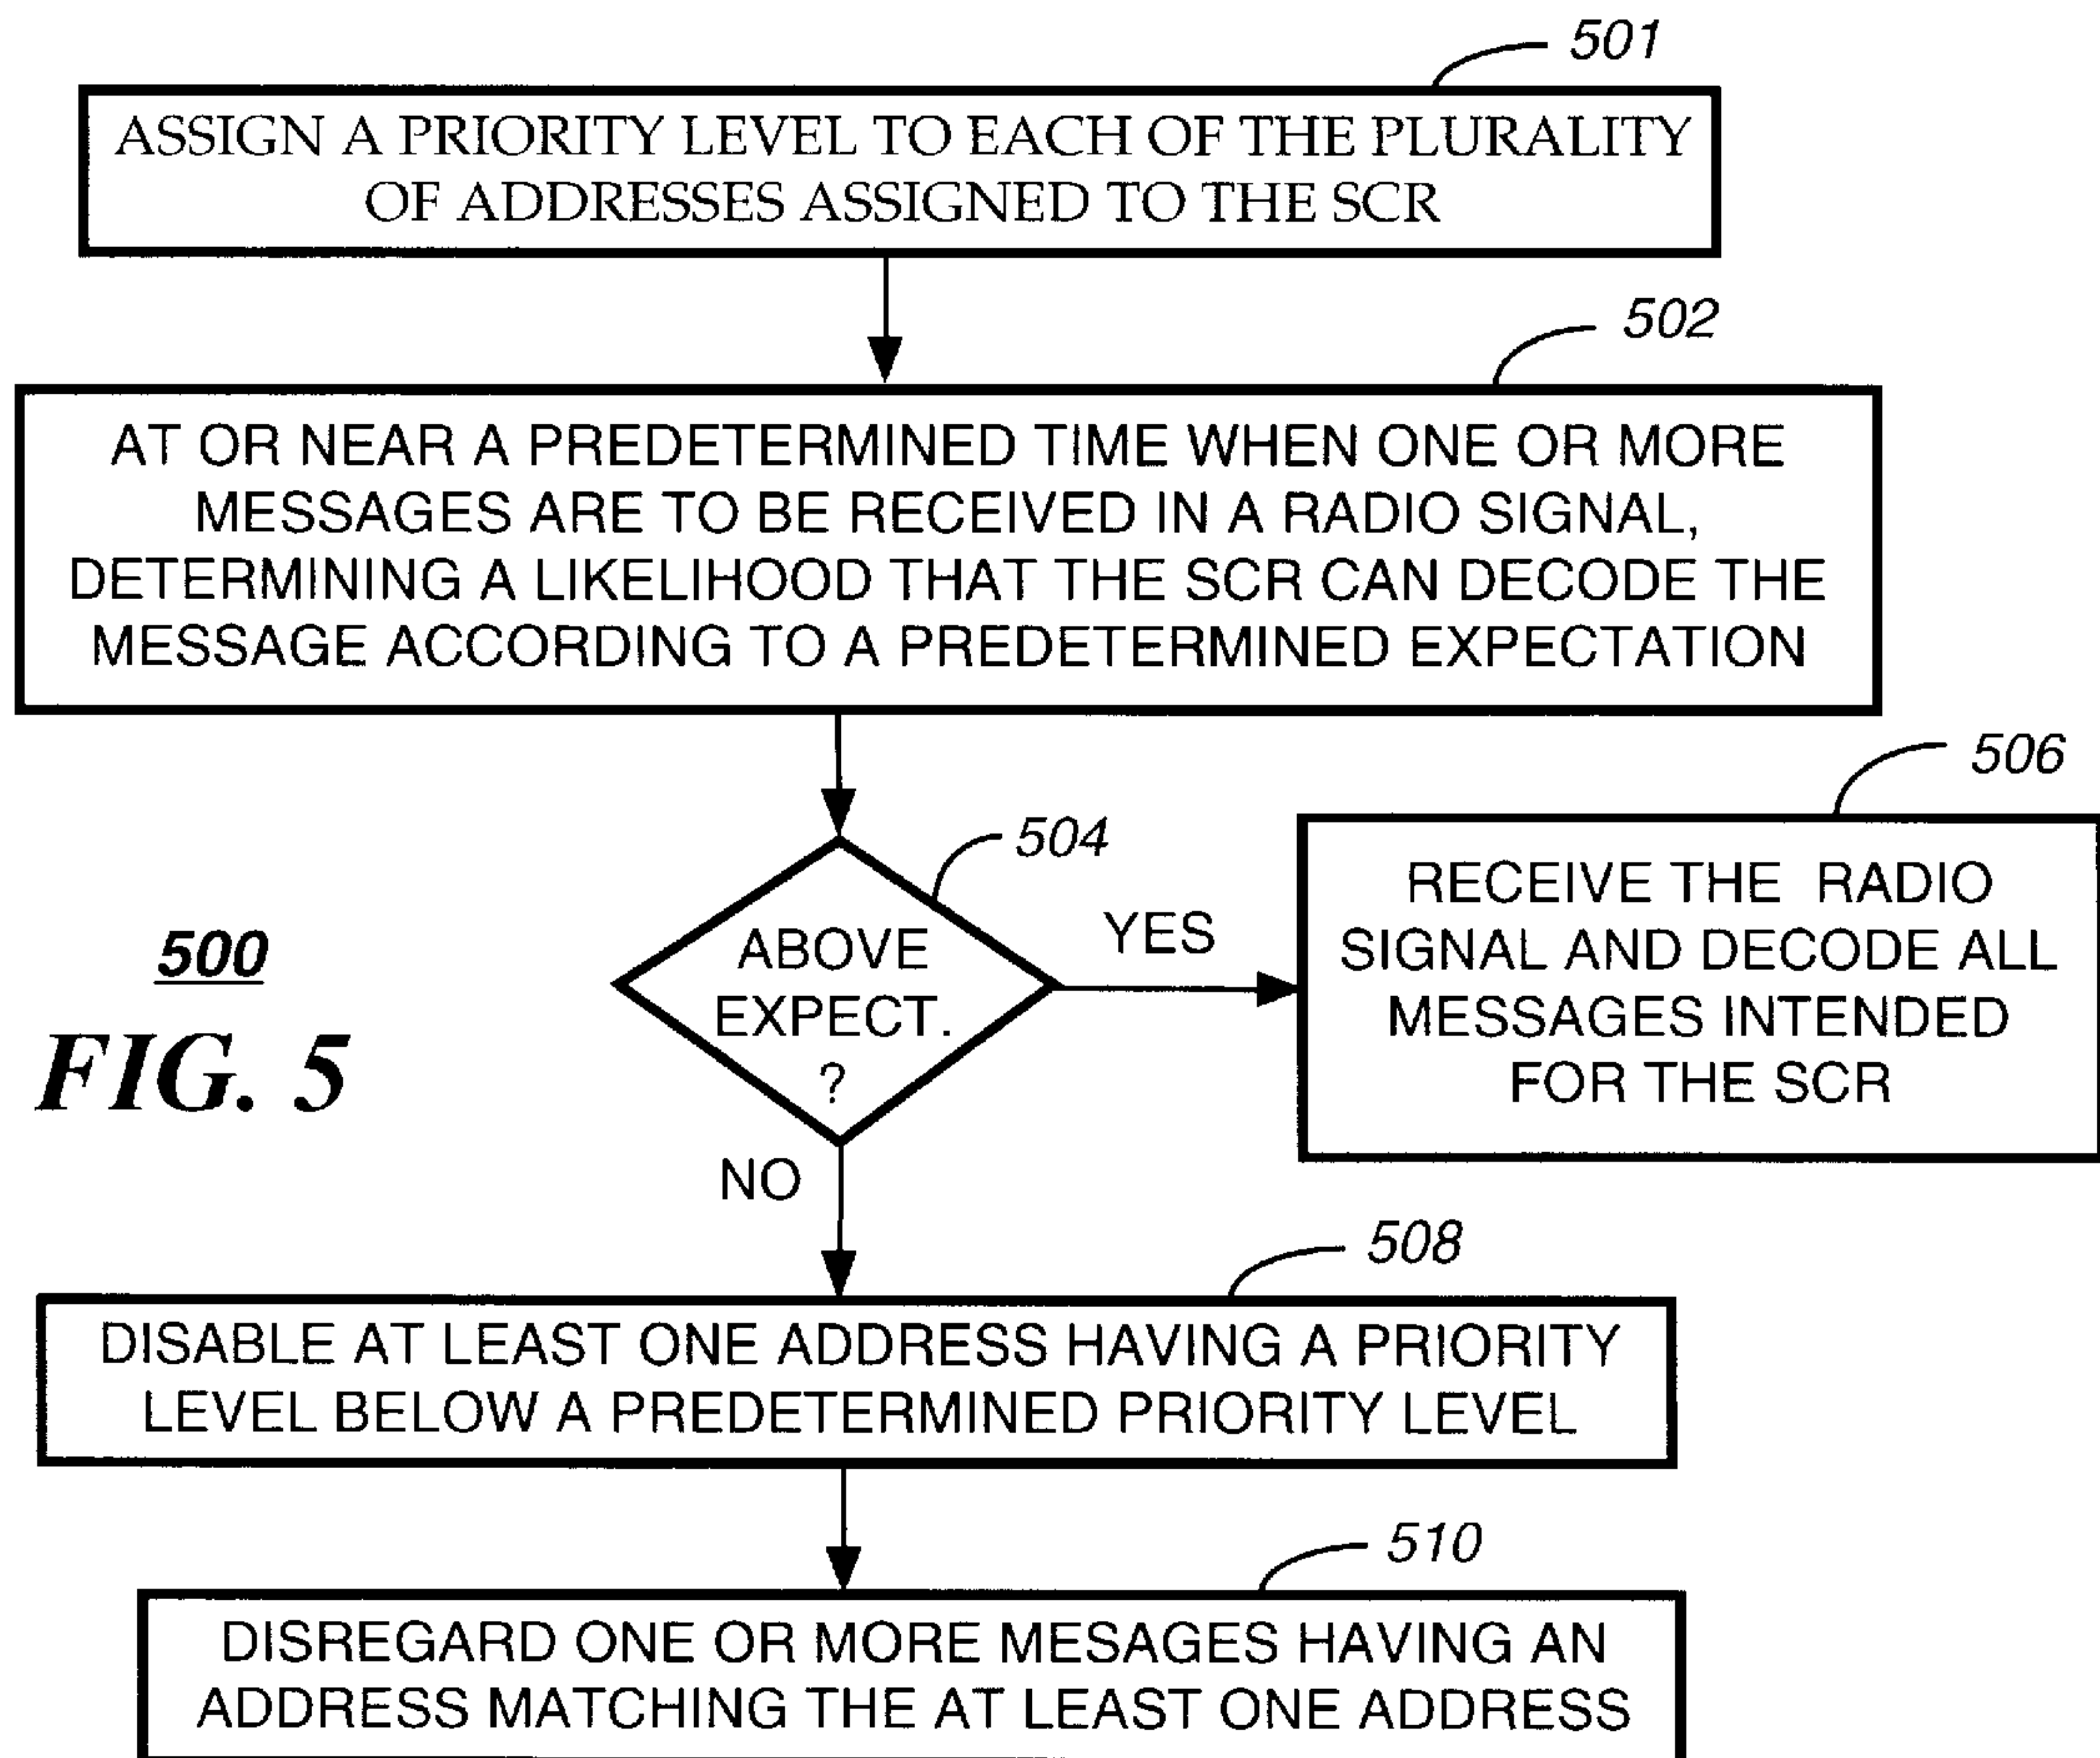 501
ASSIGN A PRIORITY LEVEL TO EACH OF THE PLURALITY
OF ADDRESSES ASSIGNED TO THE SCR
502
AT OR NEAR A PREDETERMINED TIME WHEN ONE OR MORE
MESSAGES ARE TO BE RECEIVED IN A RADIO SIGNAL,
DETERMINING A LIKELIHOOD THAT THE SCR CAN DECODE THE
MESSAGE ACCORDING TO A PREDETERMINED EXPECTATION
504
ABOVE
EXPECT.
?
YES
506
RECEIVE THE RADIO
SIGNAL AND DECODE ALL
MESSAGES INTENDED
FOR THE SCR
500
FIG. 5
NO
508
DISABLE AT LEAST ONE ADDRESS HAVING A PRIORITY
LEVEL BELOW A PREDETERMINED PRIORITY LEVEL
510
DISREGARD ONE OR MORE MESAGES HAVING AN
ADDRESS MATCHING THE AT LEAST ONE ADDRESS